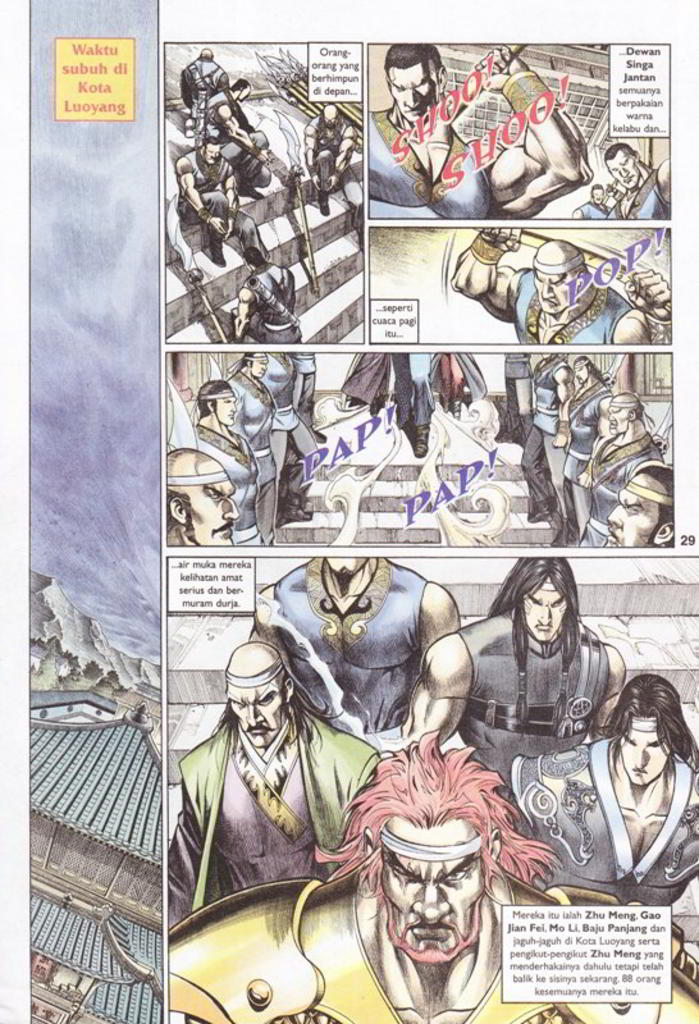 Waktu
subuh di
Kota
Luoyang
Orang-
orang yang
berhimpun
di depan...
...Dewan
Singa
Jantan
semuanya
berpakaian
warna
kelabu dan...
SHOO!
SHOO!
...seperti
cuaca pagi
itu...
POP!
PAP!
PAP!
29
...air muka mereka
kelihatan amat
serius dan ber-
muram durja.
Mereka itu ialah Zhu Meng, Gao
Jian Fei, Mo Li, Baju Panjang dan
jaguh-jaguh di Kota Luoyang serta
pengikut-pengikut Zhu Meng yang
menderhakainya dahulu tetapi telah
balik ke sisinya sekarang. 88 orang
kesemuanya mereka itu.